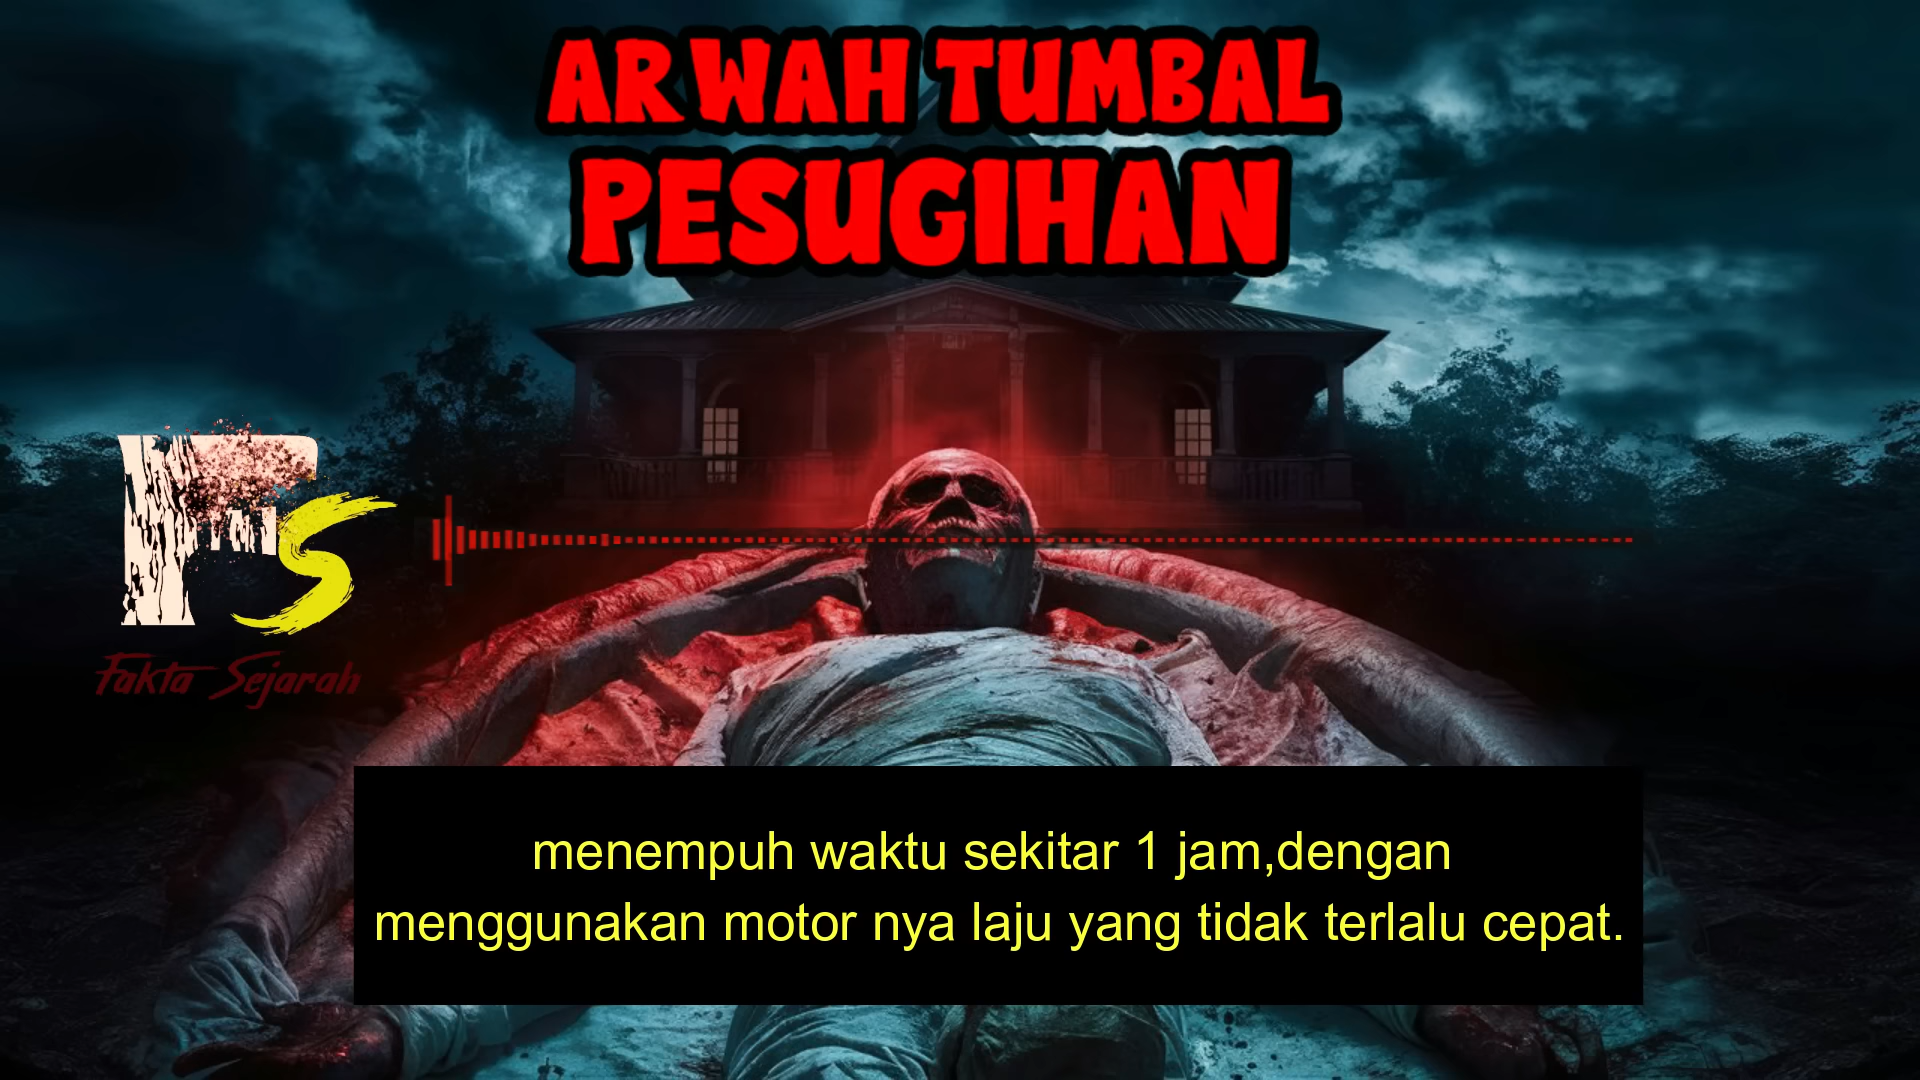 ARWAH TUMBAL
PESUGIHAN
FS
Fakta Sejarah
menempuh waktu sekitar 1 jam,dengan
menggunakan motor nya laju yang tidak terlalu cepat.